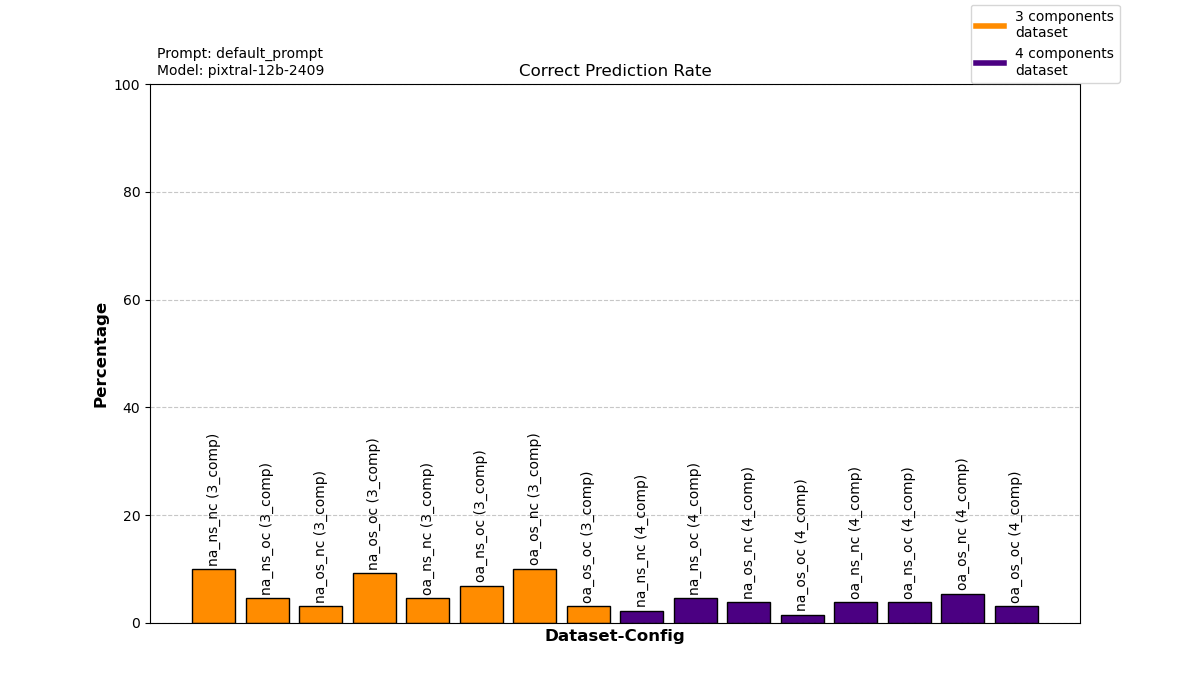 3 components
dataset
4 components
dataset
Prompt: default_prompt
Model: pixtral-12b-2409
Correct Prediction Rate
100
80
60
40
20
0
Percentage
na_ns_nc (3_comp)
na_ns_oc (3_comp)
na_os_nc (3_comp)
na_os_oc (3_comp)
oa_ns_nc (3_comp)
oa_ns_oc (3_comp)
oa_os_nc (3_comp)
oa_os_oc (3_comp)
na_ns_nc (4_comp)
na_ns_oc (4_comp)
na_os_nc (4_comp)
na_os_oc (4_comp)
oa_ns_nc (4_comp)
oa_ns_oc (4_comp)
oa_os_nc (4_comp)
oa_os_oc (4_comp)
Dataset-Config